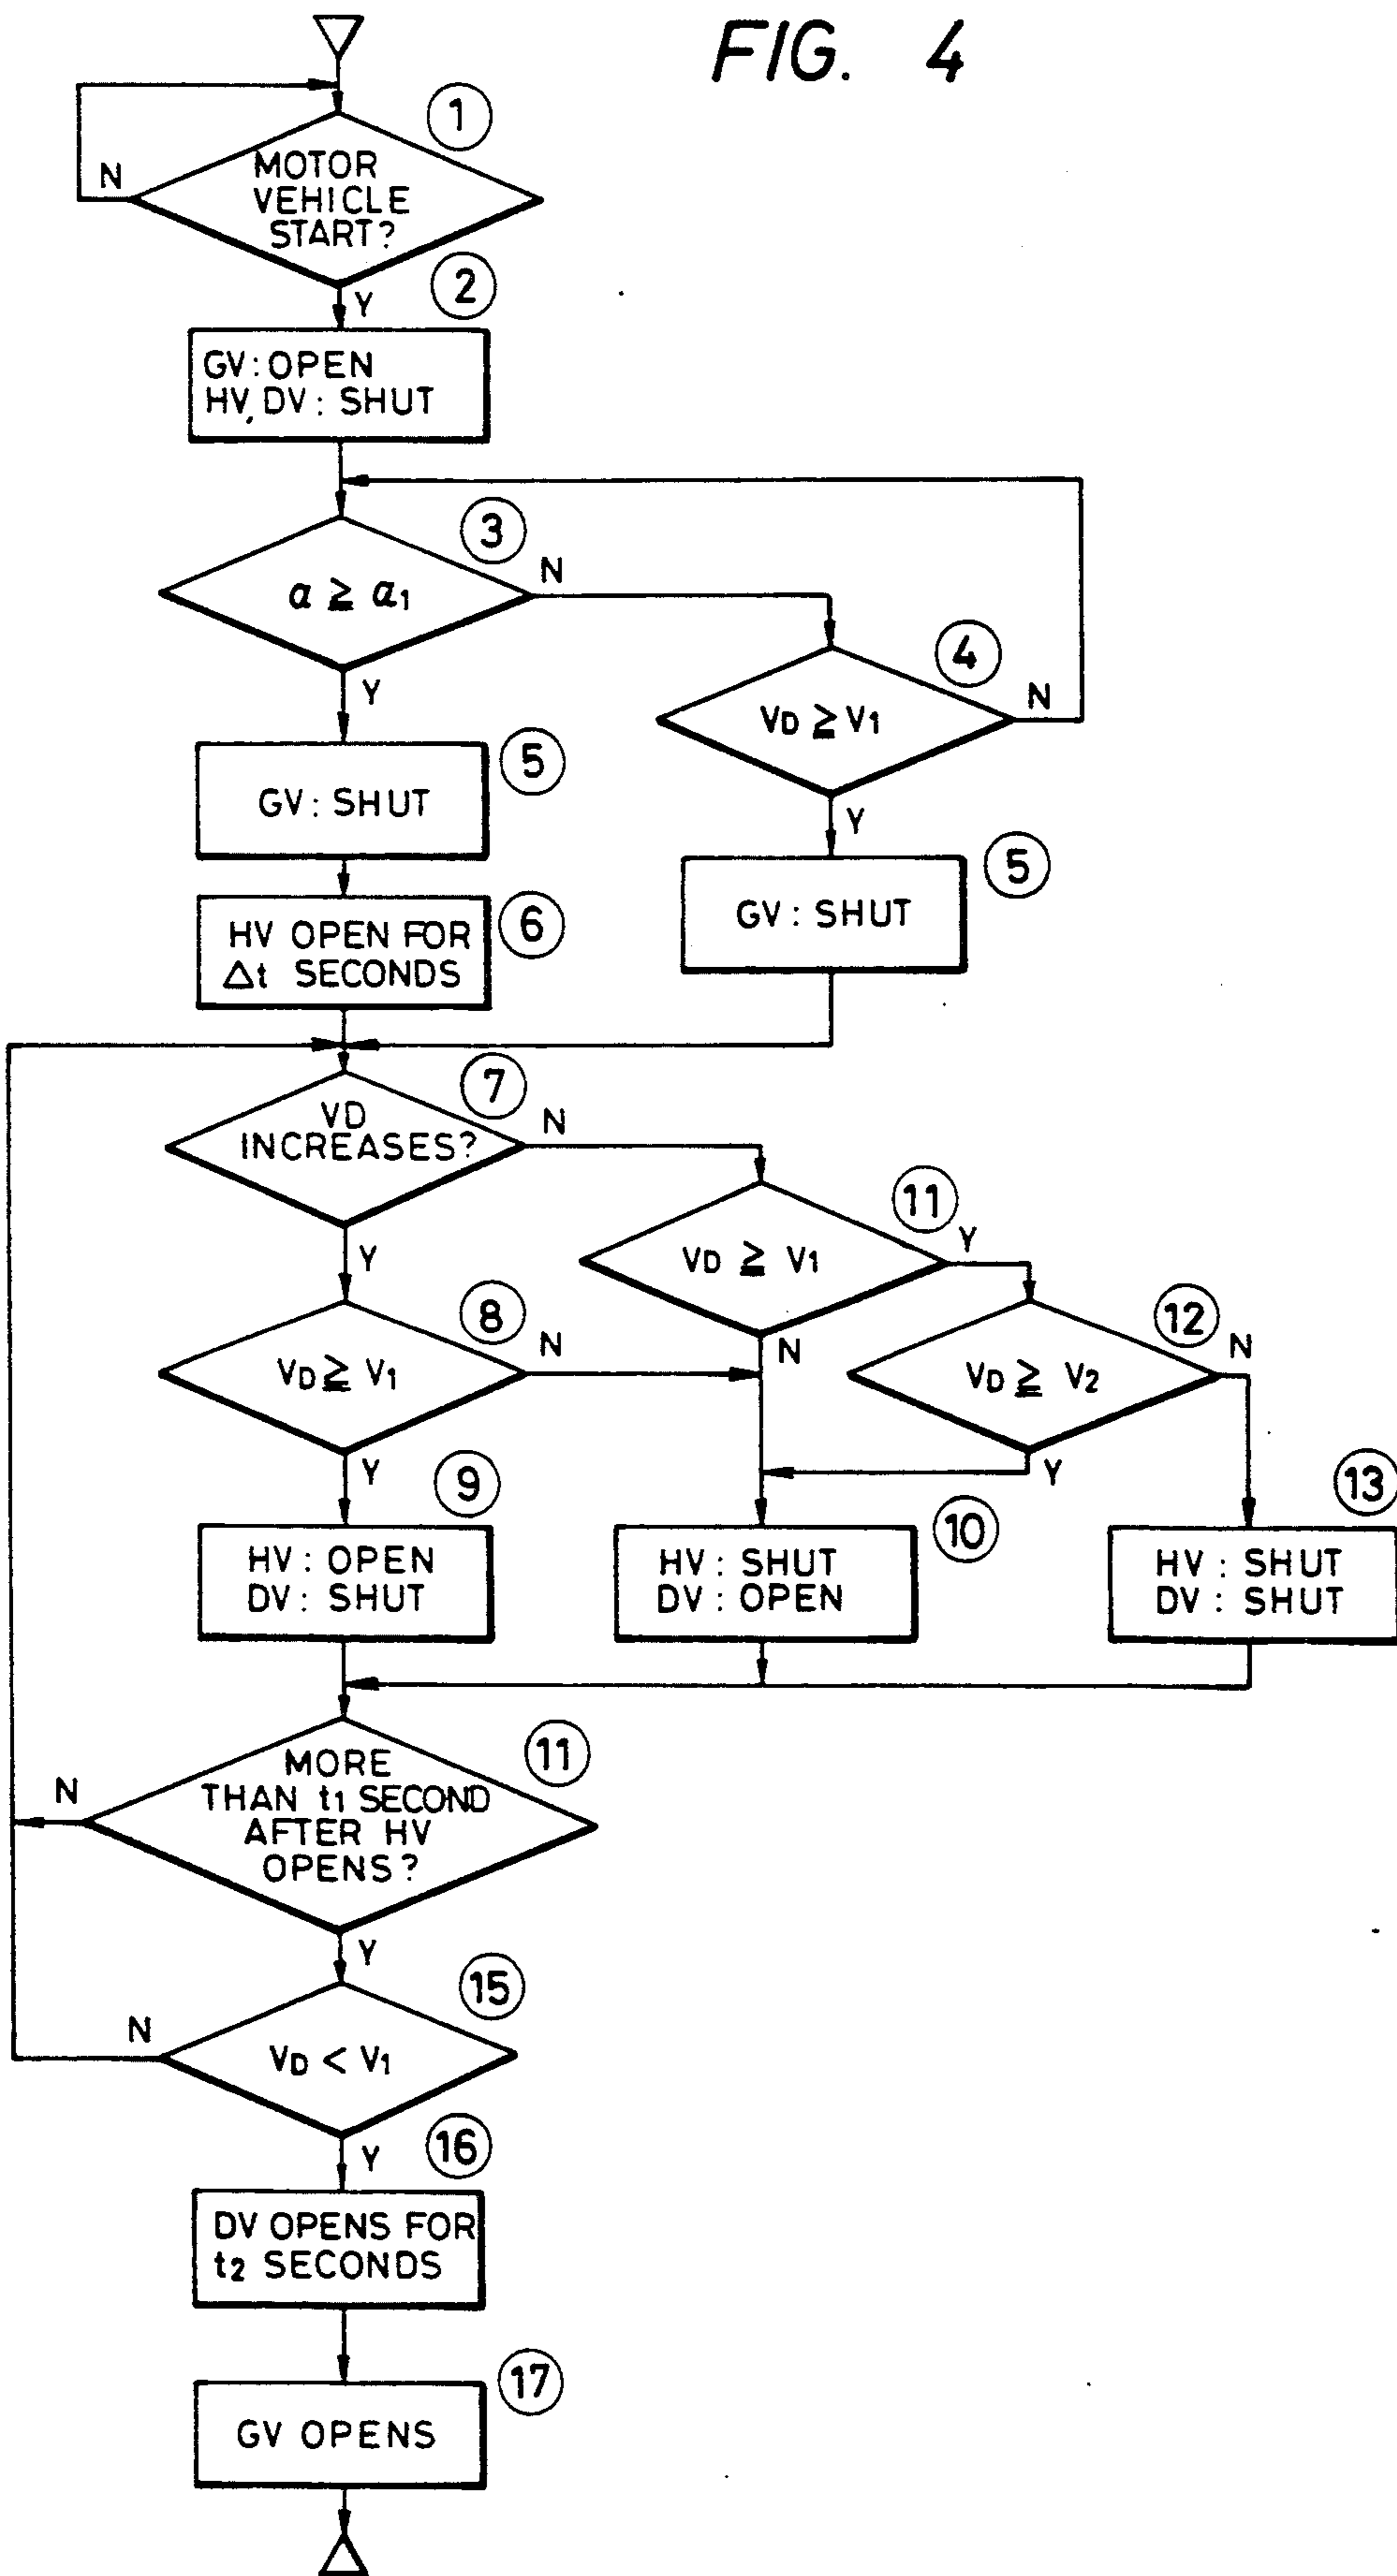 FIG. 4
①
MOTOR
VEHICLE
START?
N
Y
②
GV: OPEN
HV, DV: SHUT
③
α ≧ α₁
N
Y
④
VD ≧ V₁
N
Y
⑤
GV: SHUT
⑤
GV: SHUT
⑥
HV OPEN FOR
Δt SECONDS
⑦
VD
INCREASES?
N
Y
⑪
VD ≧ V₁
Y
N
⑧
VD ≧ V₁
N
Y
⑫
VD ≧ V₂
N
Y
⑨
HV: OPEN
DV: SHUT
⑩
HV: SHUT
DV: OPEN
⑬
HV: SHUT
DV: SHUT
⑪
MORE
THAN t₁ SECOND
AFTER HV
OPENS?
N
Y
⑮
VD < V₁
N
Y
⑯
DV OPENS FOR
t₂ SECONDS
⑰
GV OPENS